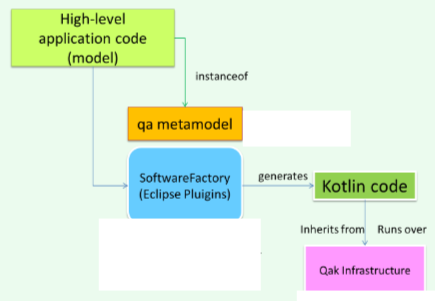 High-level
application code
(model)
instanceof
qa metamodel
SoftwareFactory
(Eclipse Pluigins)
generates
Kotlin code
Inherits from
Runs over
Qak Infrastructure